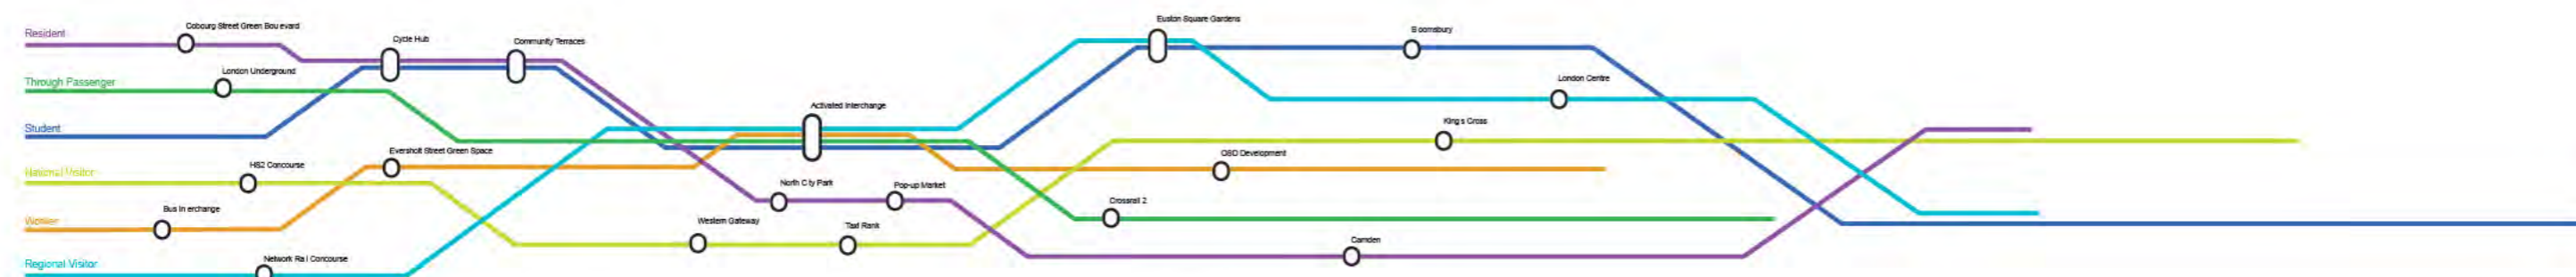 Resident
Cobourg Street Green Boulevard
Cycle Hub
Community Terraces
Euston Square Gardens
Bloomsbury
Through Passenger
London Underground
London Centre
Student
Activated Interchange
King's Cross
National Visitor
HS2 Concourse
Eversholt Street Green Space
OSD Development
Worker
Bus Interchange
North City Park
Pop-up Market
Western Gateway
Taxi Rank
Crossrail 2
Camden
Regional Visitor
Network Rail Concourse